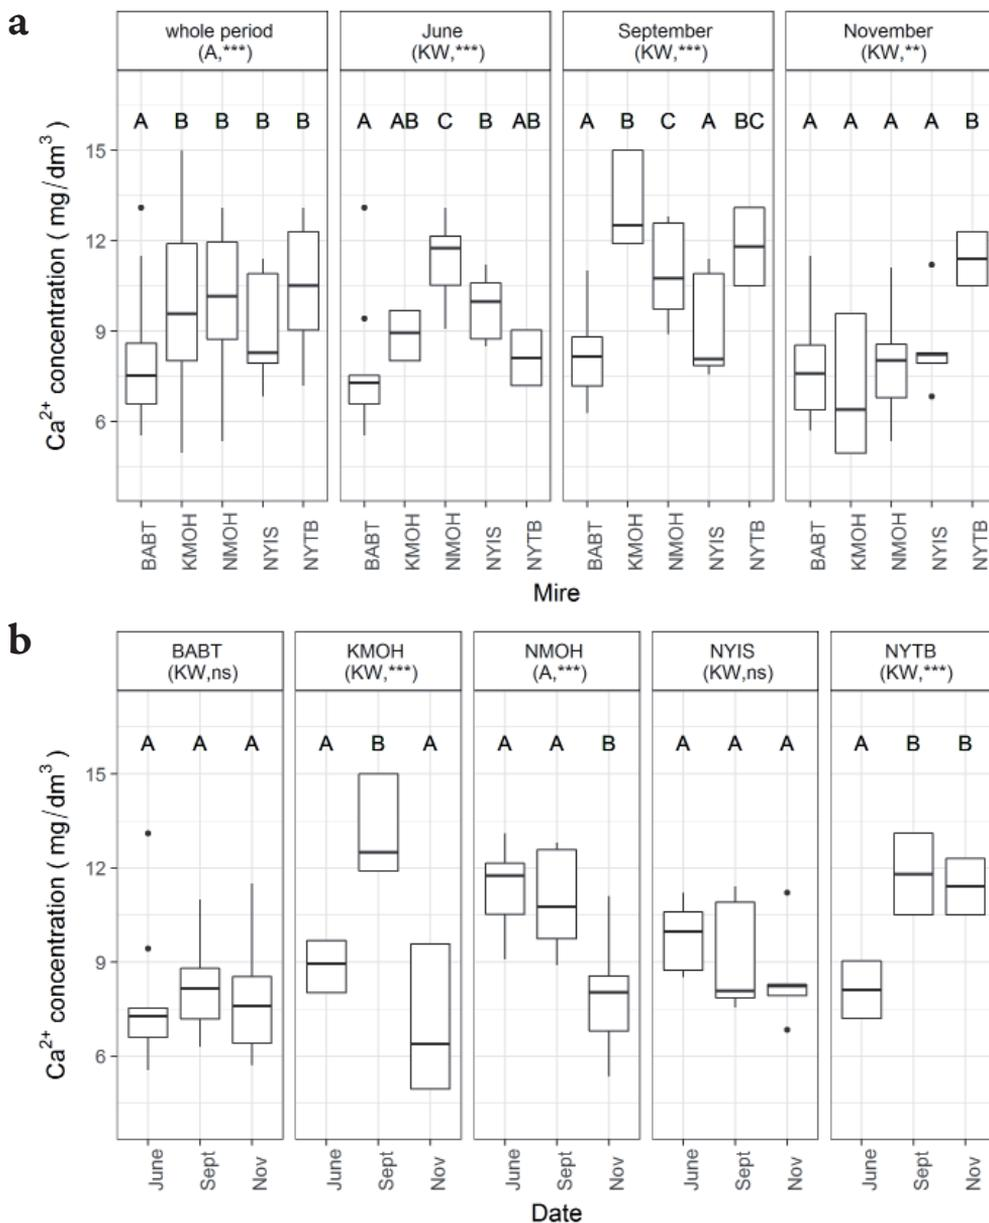 a
whole period
(A,***)
June
(KW,***)
September
(KW,***)
November
(KW,**)
A B B B B
A AB C B AB
A B C A BC
A A A A B
Ca²⁺ concentration ( mg/dm³ )
15
12
9
6
BABT KMOH NMOH NYIS NYTB
BABT KMOH NMOH NYIS NYTB
BABT KMOH NMOH NYIS NYTB
BABT KMOH NMOH NYIS NYTB
Mire
b
BABT
(KW,ns)
KMOH
(KW,***)
NMOH
(A,***)
NYIS
(KW,ns)
NYTB
(KW,***)
A A A
A B A
A A B
A A A
A B B
Ca²⁺ concentration ( mg/dm³ )
15
12
9
6
June Sept Nov
June Sept Nov
June Sept Nov
June Sept Nov
June Sept Nov
Date